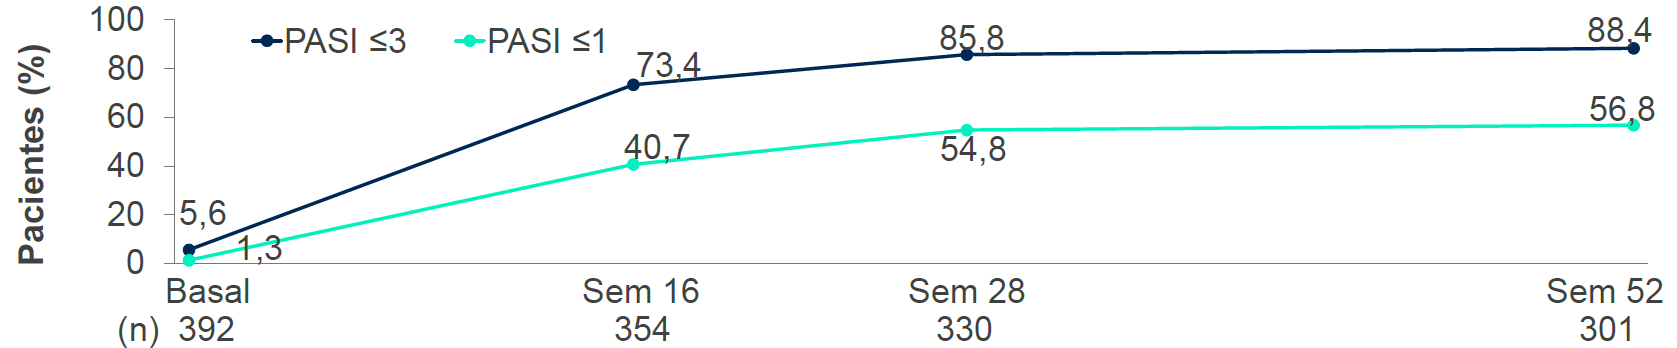 Pacientes (%)
100
80
60
40
20
0
PASI ≤3
PASI ≤1
5,6
73,4
85,8
88,4
1,3
40,7
54,8
56,8
Basal Sem 16 Sem 28 Sem 52
(n) 392 354 330 301